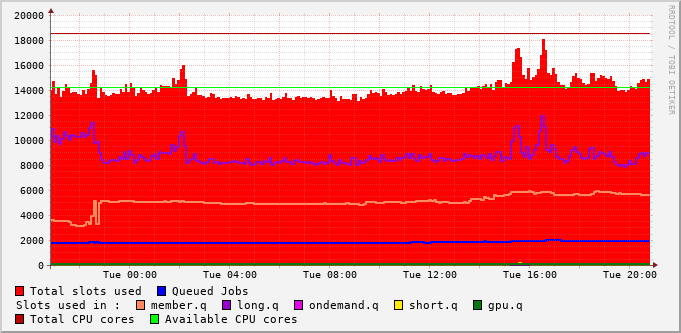 20000
18000
16000
14000
12000
10000
8000
6000
4000
2000
0
Tue 00:00 Tue 04:00 Tue 08:00 Tue 12:00 Tue 16:00 Tue 20:00
RRDTOOL / TOBI OETIKER
Total slots used Queued Jobs
Slots used in : member.q long.q ondemand.q short.q gpu.q
Total CPU cores Available CPU cores